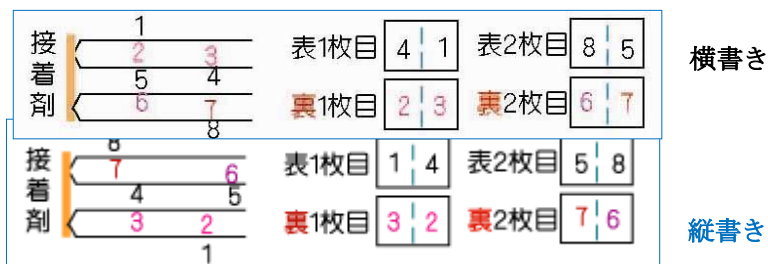 1
接着剤 2 3 表1枚目 4 1 表2枚目 8 5 横書き
5 4
6 7 裏1枚目 2 3 裏2枚目 6 7
8
8
接着剤 7 6 表1枚目 1 4 表2枚目 5 8
4 5
3 2 裏1枚目 3 2 裏2枚目 7 6 縦書き
1